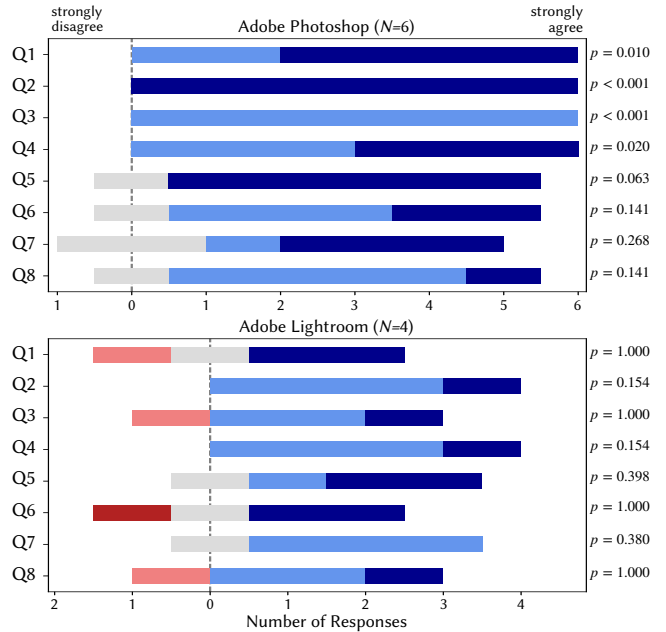 strongly disagree
Adobe Photoshop (N=6)
strongly agree
Q1 p = 0.010
Q2 p < 0.001
Q3 p < 0.001
Q4 p = 0.020
Q5 p = 0.063
Q6 p = 0.141
Q7 p = 0.268
Q8 p = 0.141
1 0 1 2 3 4 5 6
Adobe Lightroom (N=4)
Q1 p = 1.000
Q2 p = 0.154
Q3 p = 1.000
Q4 p = 0.154
Q5 p = 0.398
Q6 p = 1.000
Q7 p = 0.380
Q8 p = 1.000
2 1 0 1 2 3 4
Number of Responses